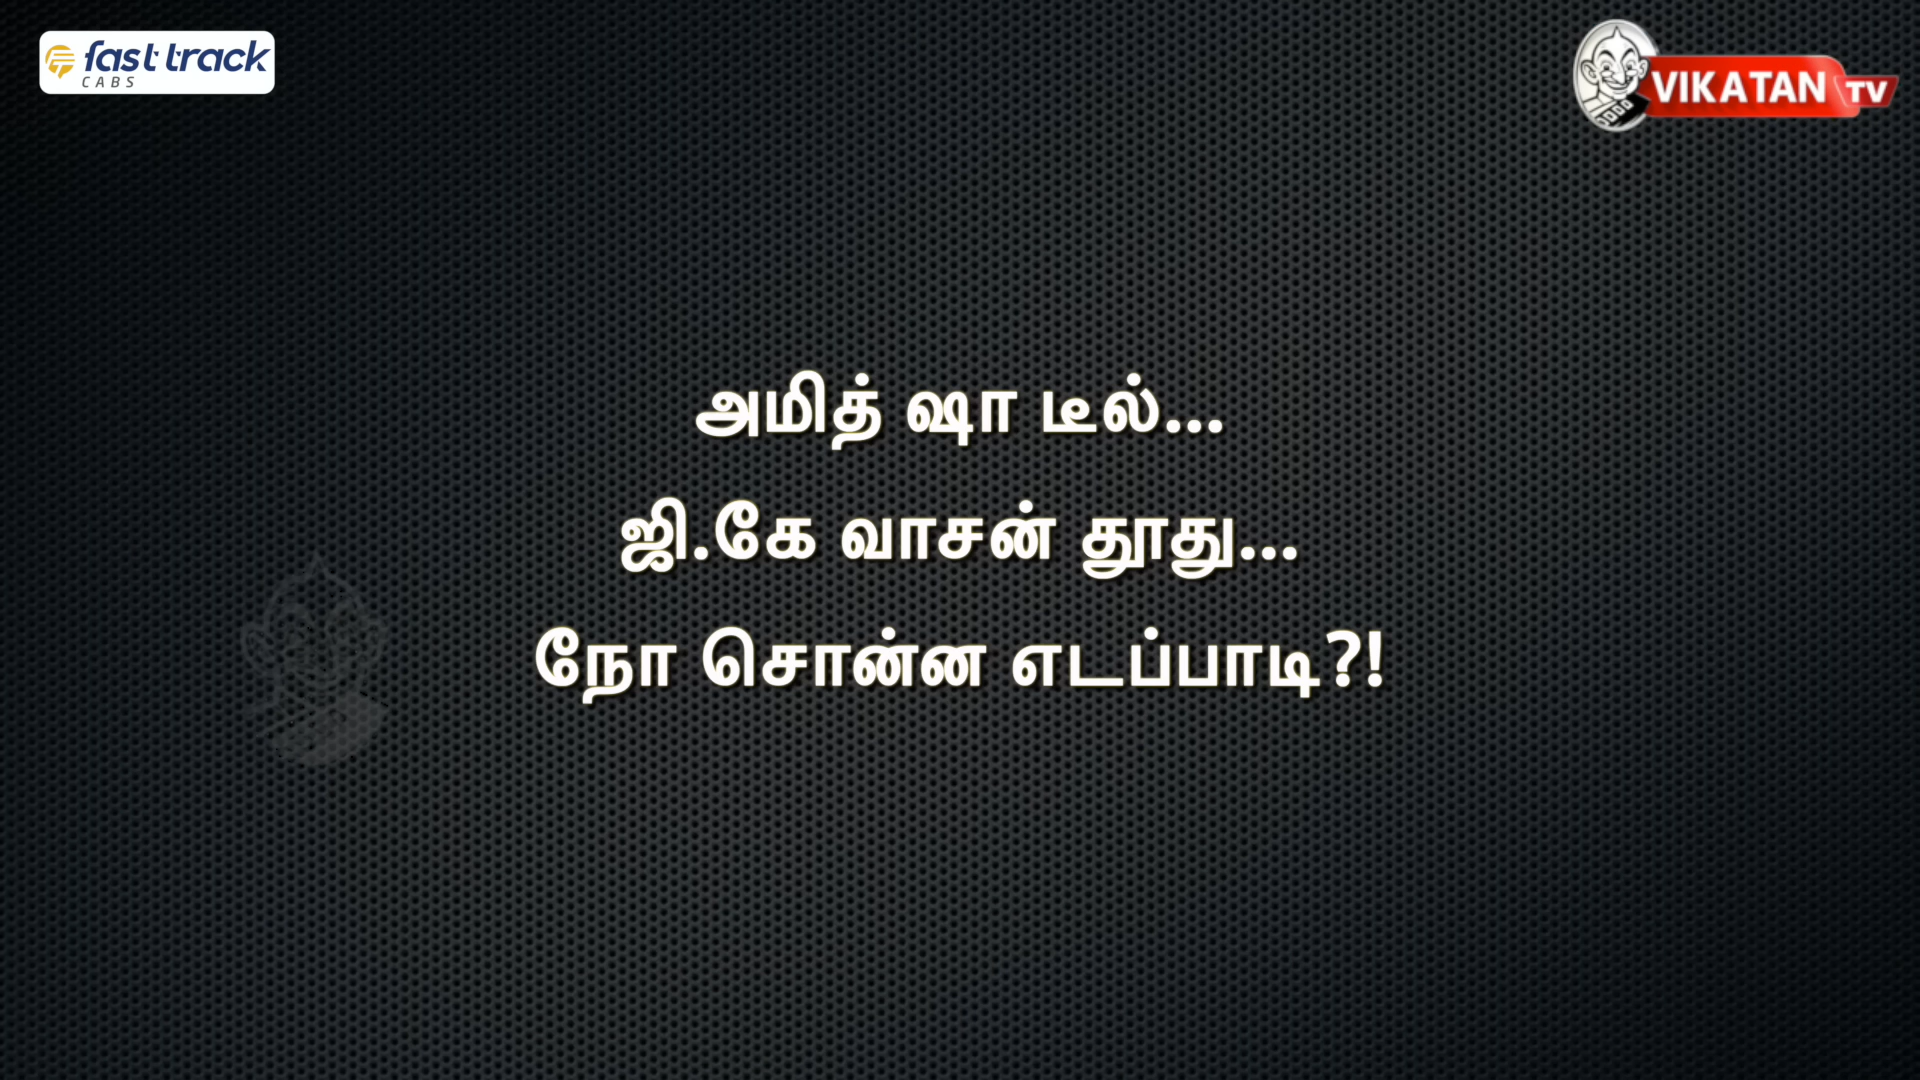 fast track
CABS
VIKATAN TV
அமித் ஷா டீல்...
ஜி.கே வாசன் தூது...
நோ சொன்ன எடப்பாடி?!